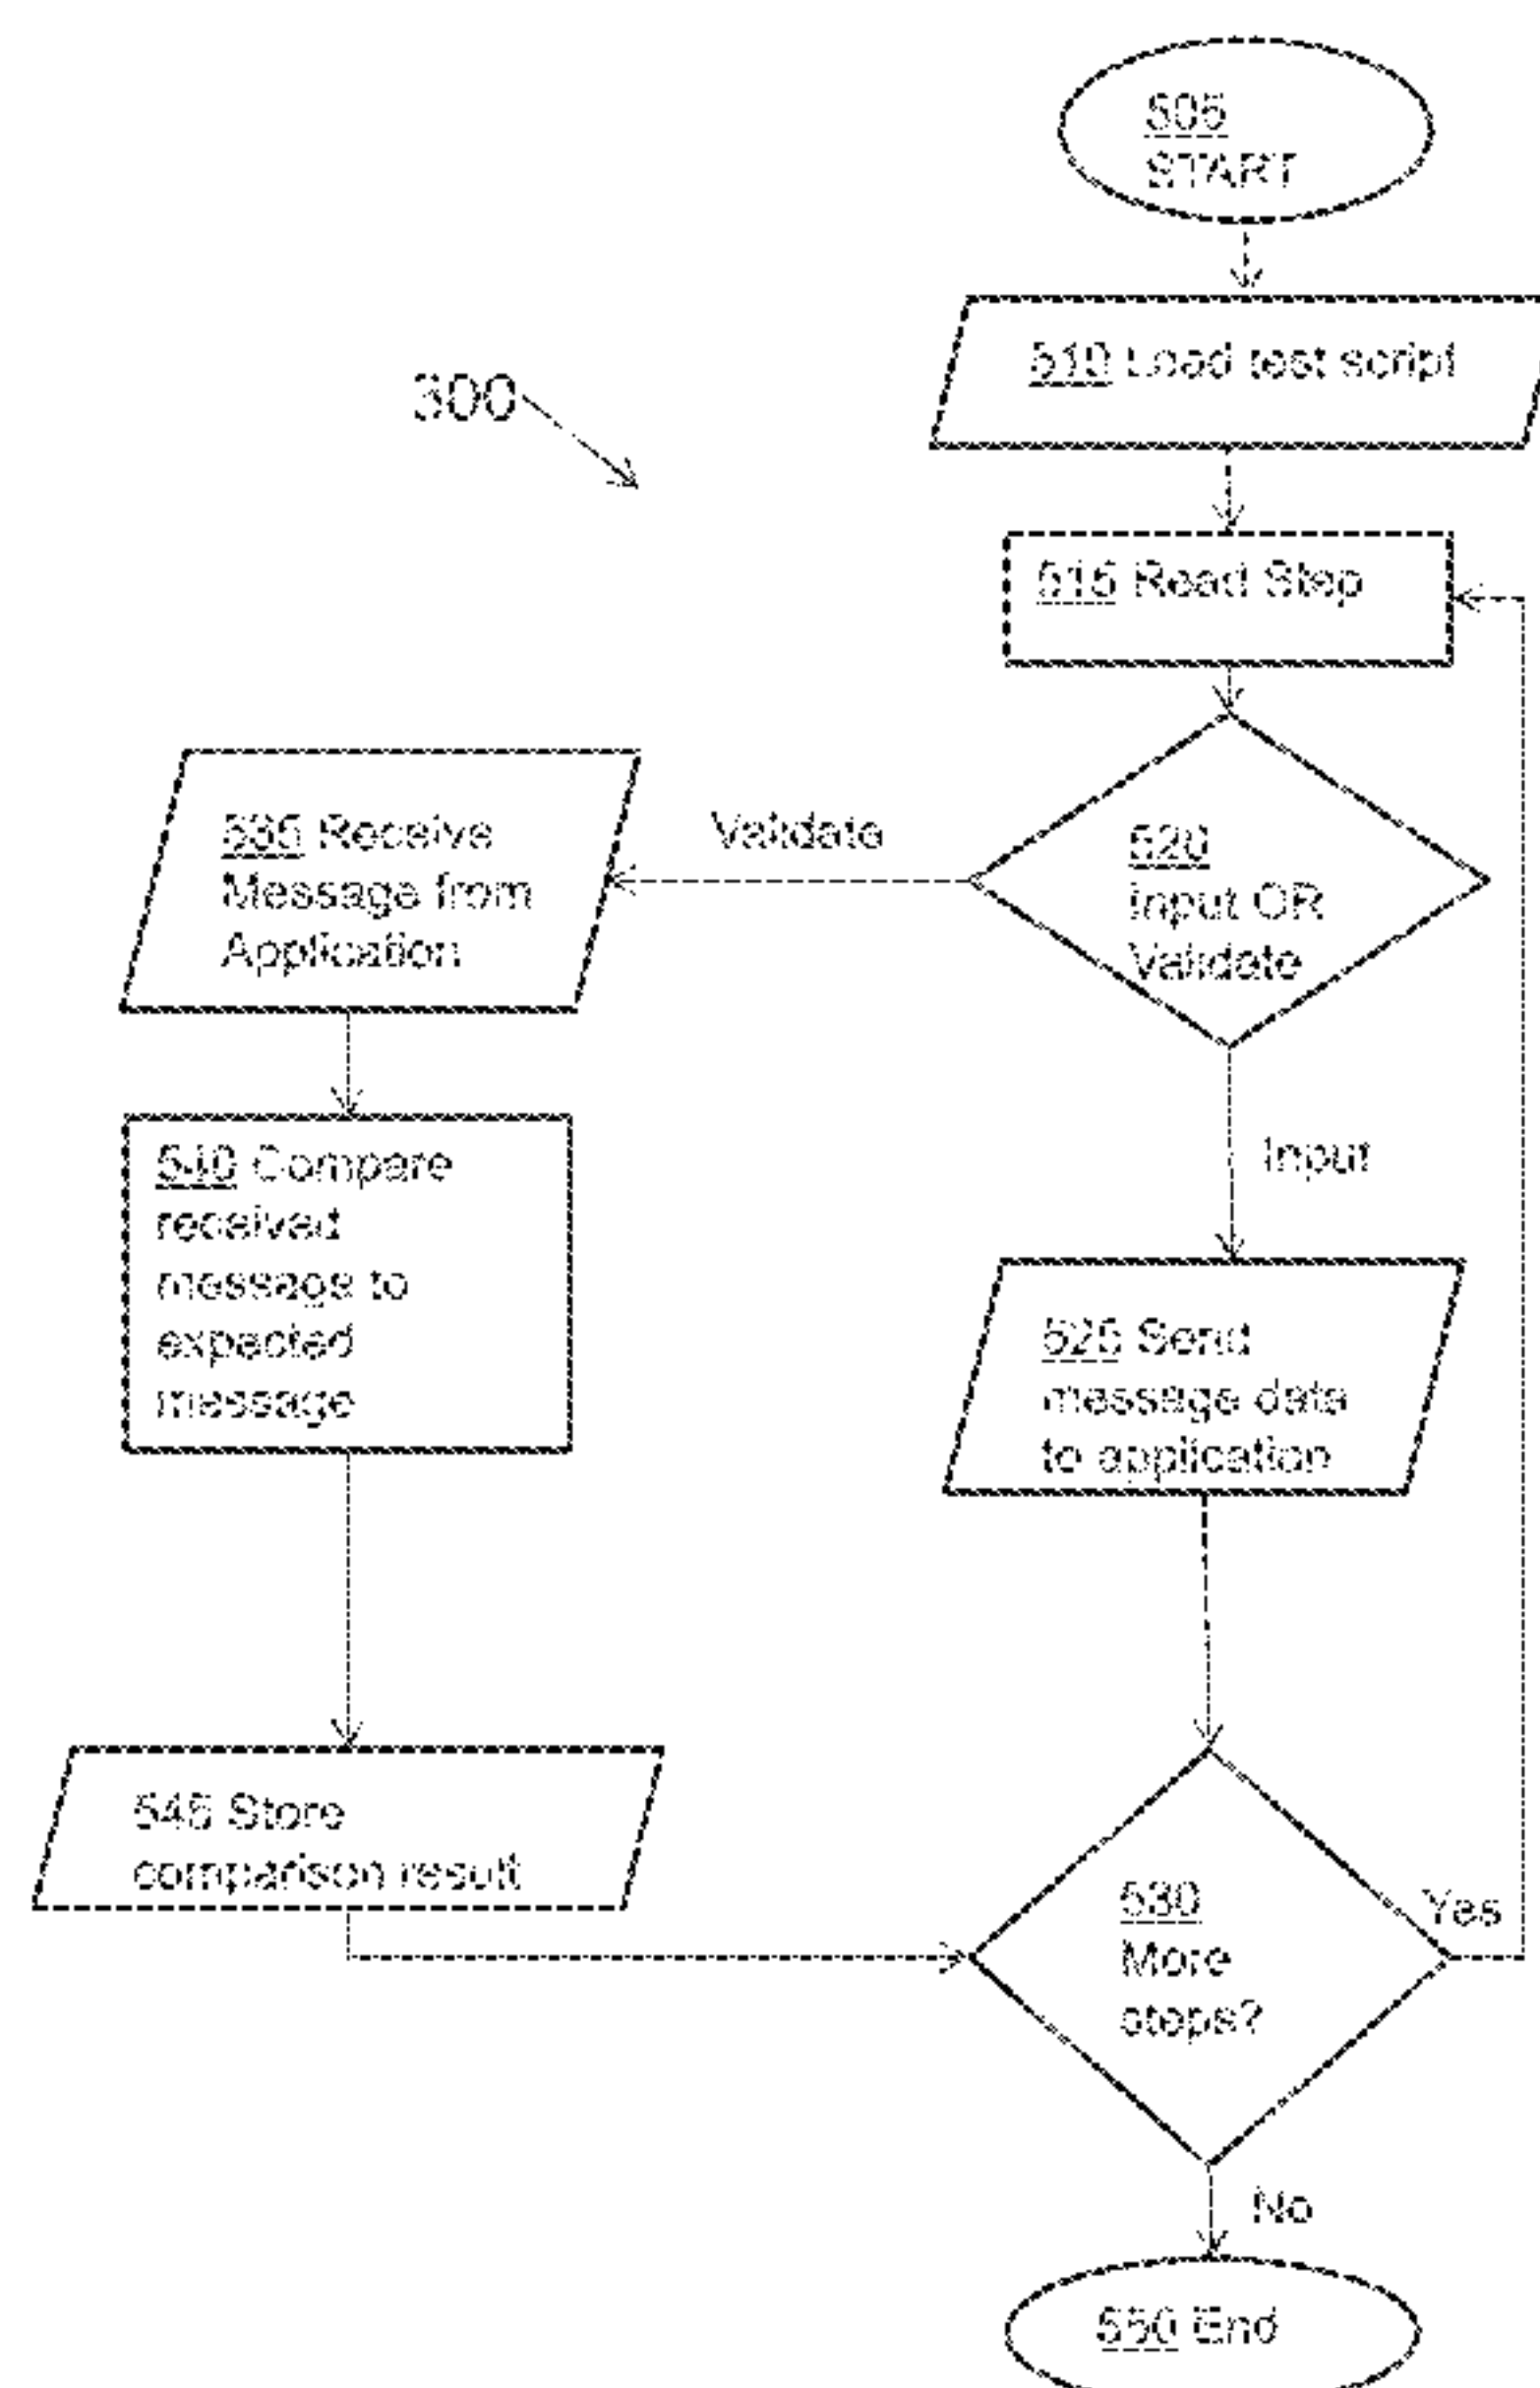 505
START
510 Load test script
300
515 Read Step
520
Input OR
Validate
Validate
535 Receive
Message from
Application
Input
540 Compare
received
message to
expected
message
525 Send
message data
to application
545 Store
comparison result
530
More
steps?
Yes
No
550 End